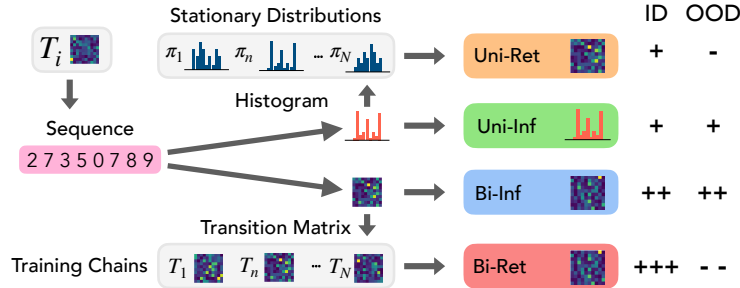 Stationary Distributions
ID OOD
T_i
π_1 π_n ... π_N
Uni-Ret
+ -
Histogram
Sequence
2 7 3 5 0 7 8 9
Uni-Inf
+ +
Bi-Inf
++ ++
Transition Matrix
Training Chains
T_1 T_n ... T_N
Bi-Ret
+++ - -